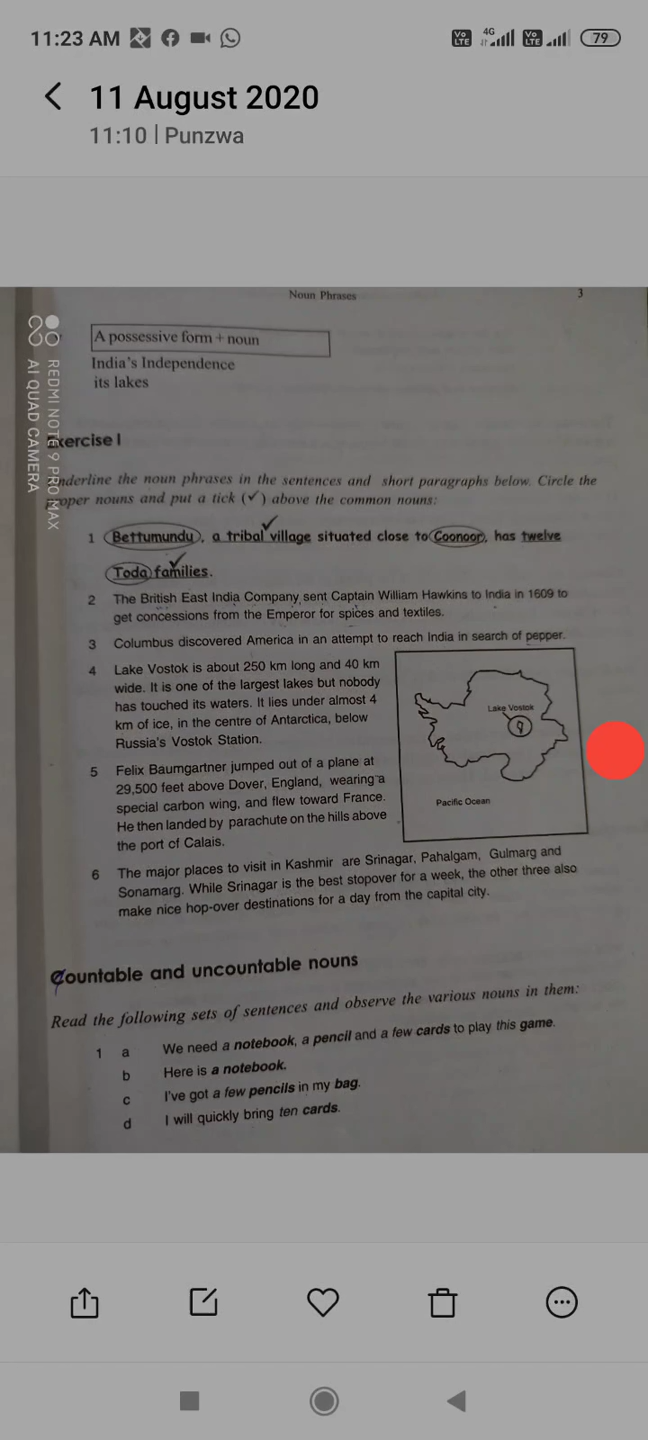 11:23 AM
Vo LTE 4G Vo LTE 79
11 August 2020
11:10 | Punzwa
Noun Phrases 3
A possessive form + noun
India's Independence
its lakes
REDMI NOTE 9 PRO MAX
AI QUAD CAMERA
Exercise I
Underline the noun phrases in the sentences and short paragraphs below. Circle the
proper nouns and put a tick (✓) above the common nouns:
1 Bettumundu, a tribal village situated close to Coonoor, has twelve
Toda families.
2 The British East India Company sent Captain William Hawkins to India in 1609 to
get concessions from the Emperor for spices and textiles.
3 Columbus discovered America in an attempt to reach India in search of pepper.
4 Lake Vostok is about 250 km long and 40 km
wide. It is one of the largest lakes but nobody
has touched its waters. It lies under almost 4
km of ice, in the centre of Antarctica, below
Russia's Vostok Station.
Lake Vostok
Pacific Ocean
5 Felix Baumgartner jumped out of a plane at
29,500 feet above Dover, England, wearing a
special carbon wing, and flew toward France.
He then landed by parachute on the hills above
the port of Calais.
6 The major places to visit in Kashmir are Srinagar, Pahalgam, Gulmarg and
Sonamarg. While Srinagar is the best stopover for a week, the other three also
make nice hop-over destinations for a day from the capital city.
Countable and uncountable nouns
Read the following sets of sentences and observe the various nouns in them:
1 a We need a notebook, a pencil and a few cards to play this game.
b Here is a notebook.
c I've got a few pencils in my bag.
d I will quickly bring ten cards.